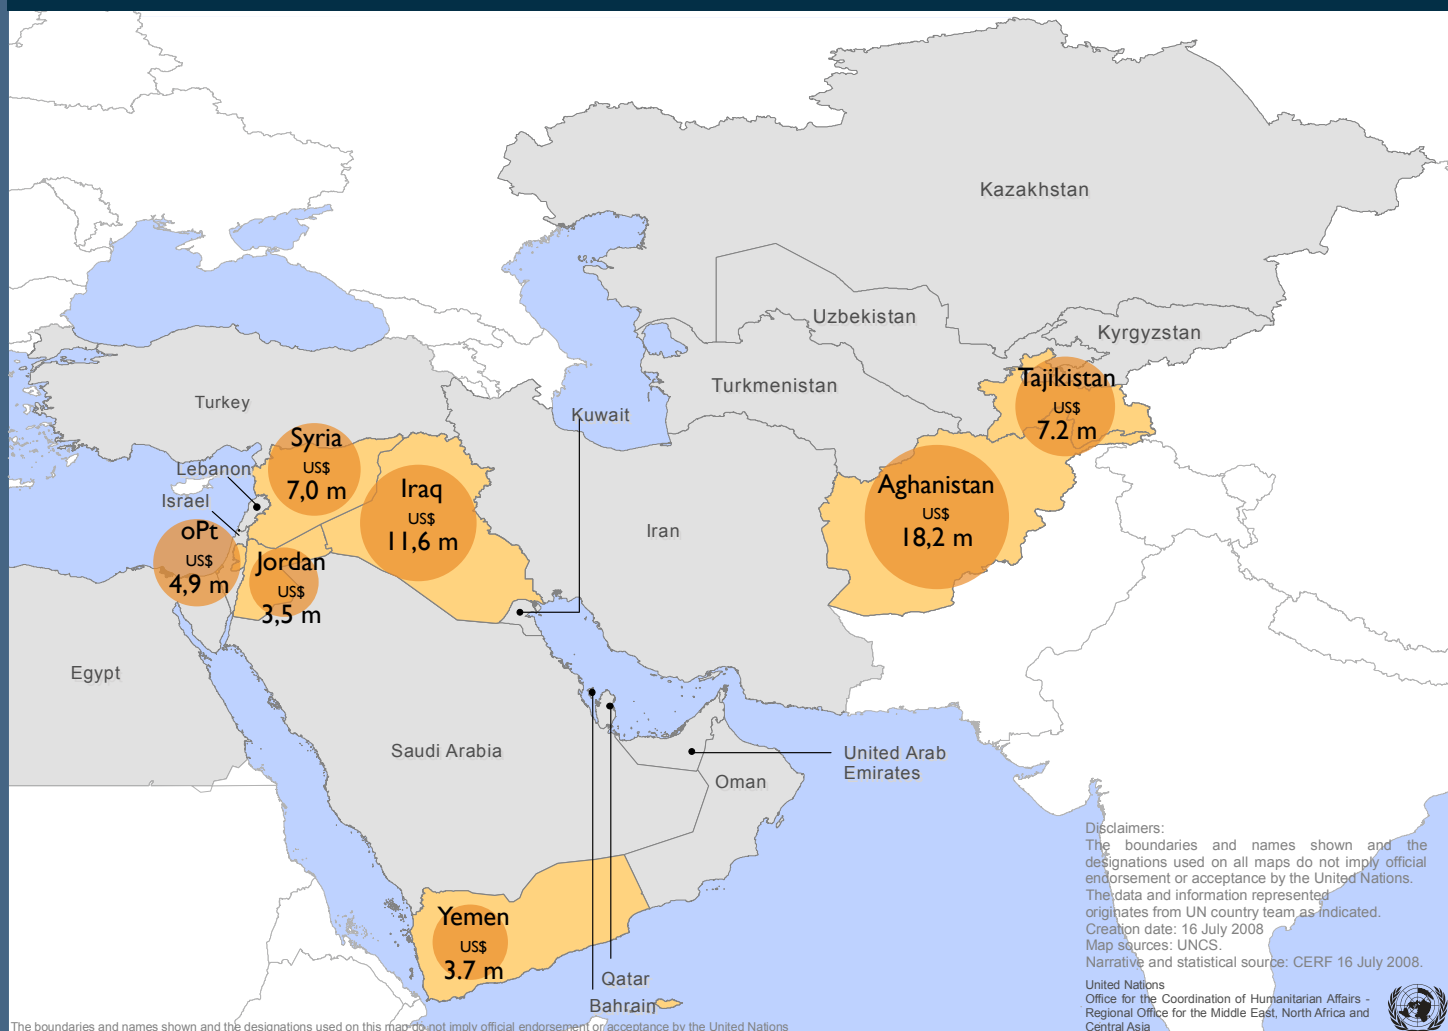 Kazakhstan
Uzbekistan
Kyrgyzstan
Turkmenistan
Tajikistan
US$
7.2 m
Turkey
Kuwait
Syria
US$
7,0 m
Lebanon
Israel
Iraq
US$
11,6 m
Aghanistan
US$
18,2 m
Iran
oPt
US$
4,9 m
Jordan
US$
3,5 m
Egypt
Saudi Arabia
United Arab
Emirates
Oman
Yemen
US$
3.7 m
Qatar
Bahrain
Disclaimers:
The boundaries and names shown and the
designations used on all maps do not imply official
endorsement or acceptance by the United Nations.
The data and information represented
originates from UN country team as indicated.
Creation date: 16 July 2008
Map sources: UNCS.
Narrative and statistical source: CERF 16 July 2008.
United Nations
Office for the Coordination of Humanitarian Affairs -
Regional Office for the Middle East, North Africa and
Central Asia
The boundaries and names shown and the designations used on this map do not imply official endorsement or acceptance by the United Nations